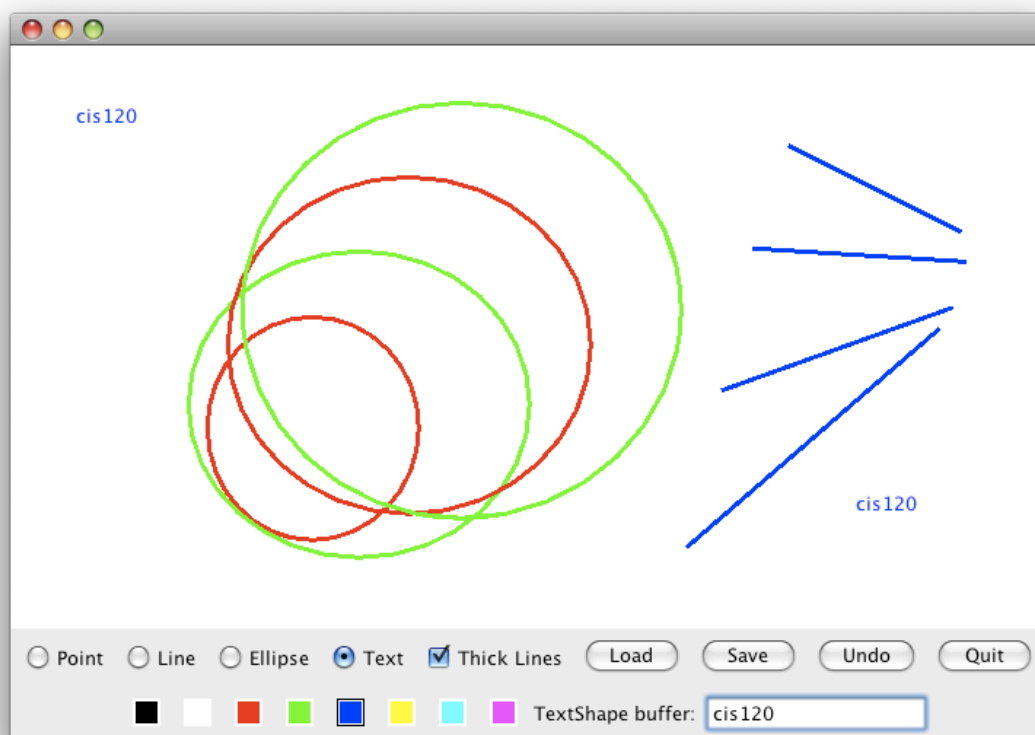 cis120
cis120
Point Line Ellipse Text Thick Lines Load Save Undo Quit
TextShape buffer: cis120